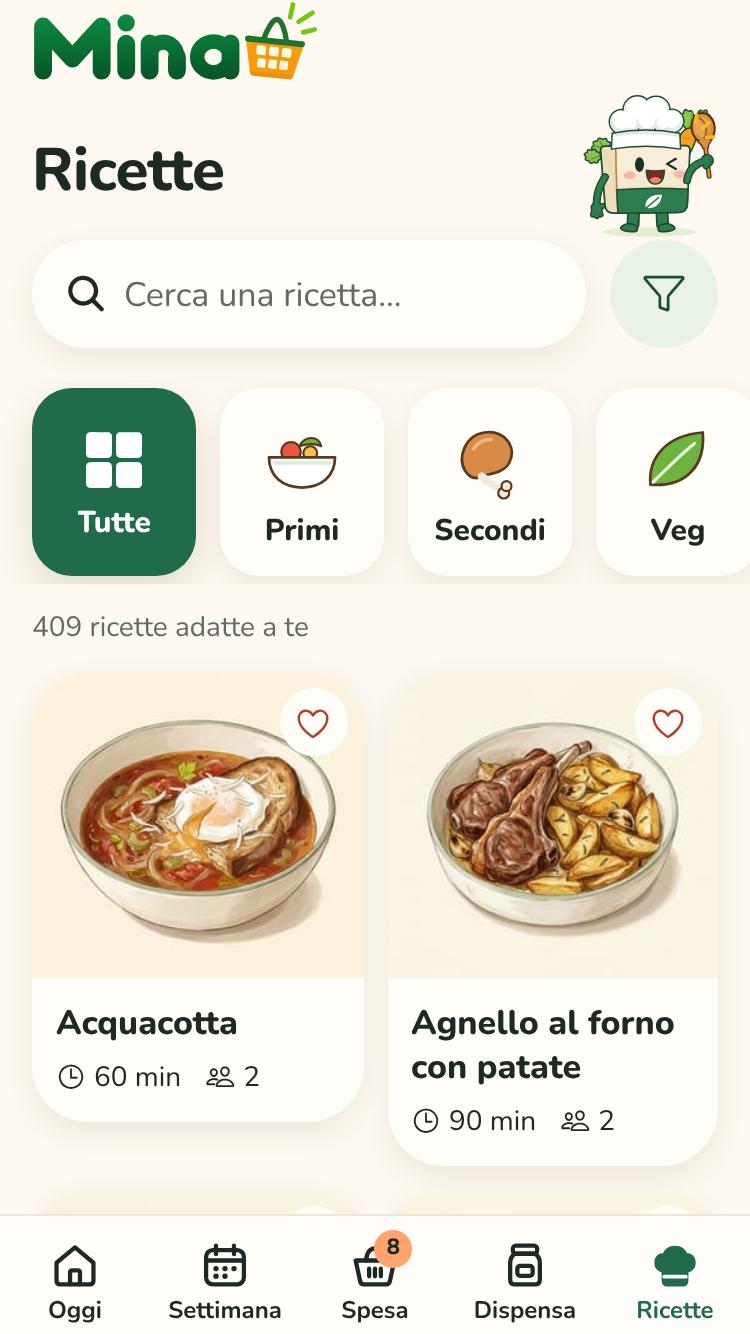 Mina
Ricette
Cerca una ricetta...
Tutte
Primi
Secondi
Veg
409 ricette adatte a te
Acquacotta
60 min 2
Agnello al forno
con patate
90 min 2
8
Oggi
Settimana
Spesa
Dispensa
Ricette